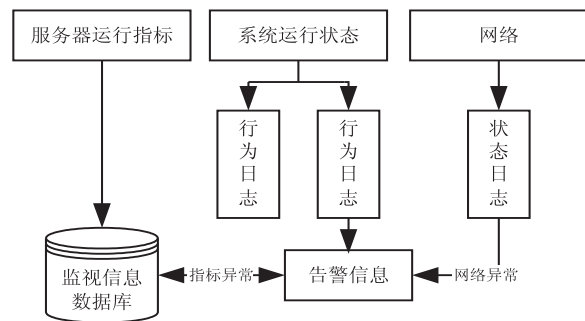 服务器运行指标
系统运行状态
网络
行为日志
行为日志
状态日志
监视信息
数据库
指标异常
告警信息
网络异常